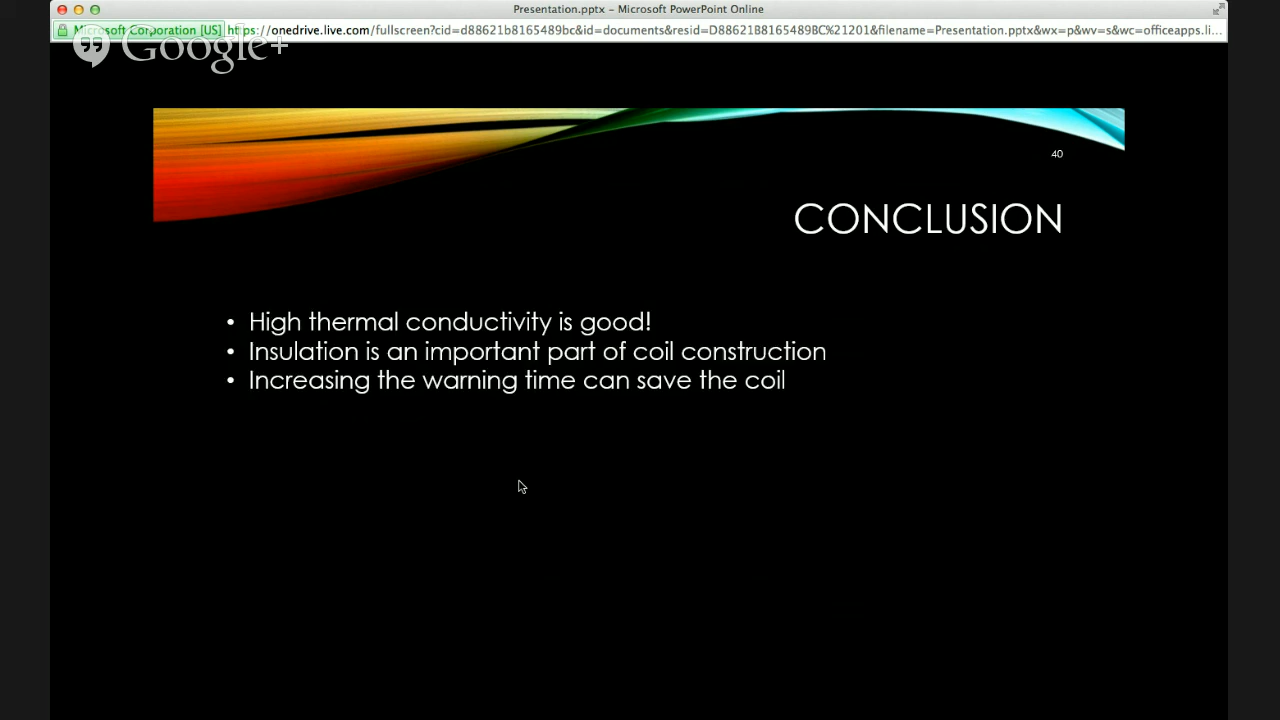 Presentation.pptx – Microsoft PowerPoint Online
Microsoft Corporation [US] https://onedrive.live.com/fullscreen?cid=d88621b8165489bc&id=documents&resid=D88621B8165489BC%21201&filename=Presentation.pptx&wx=p&wv=s&wc=officeapps.li...
Google+
40
CONCLUSION
• High thermal conductivity is good!
• Insulation is an important part of coil construction
• Increasing the warning time can save the coil